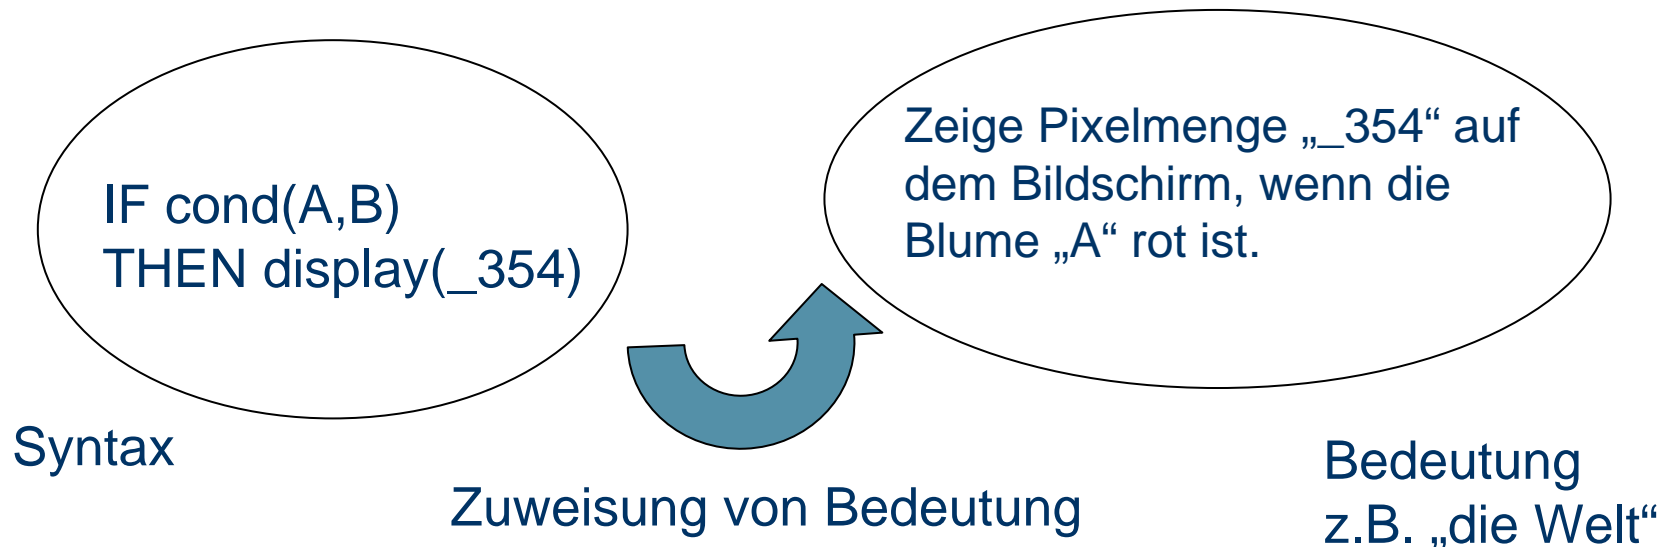 IF cond(A,B)
THEN display(_354)
Zeige Pixelmenge „_354“ auf
dem Bildschirm, wenn die
Blume „A“ rot ist.
Syntax
Zuweisung von Bedeutung
Bedeutung
z.B. „die Welt“